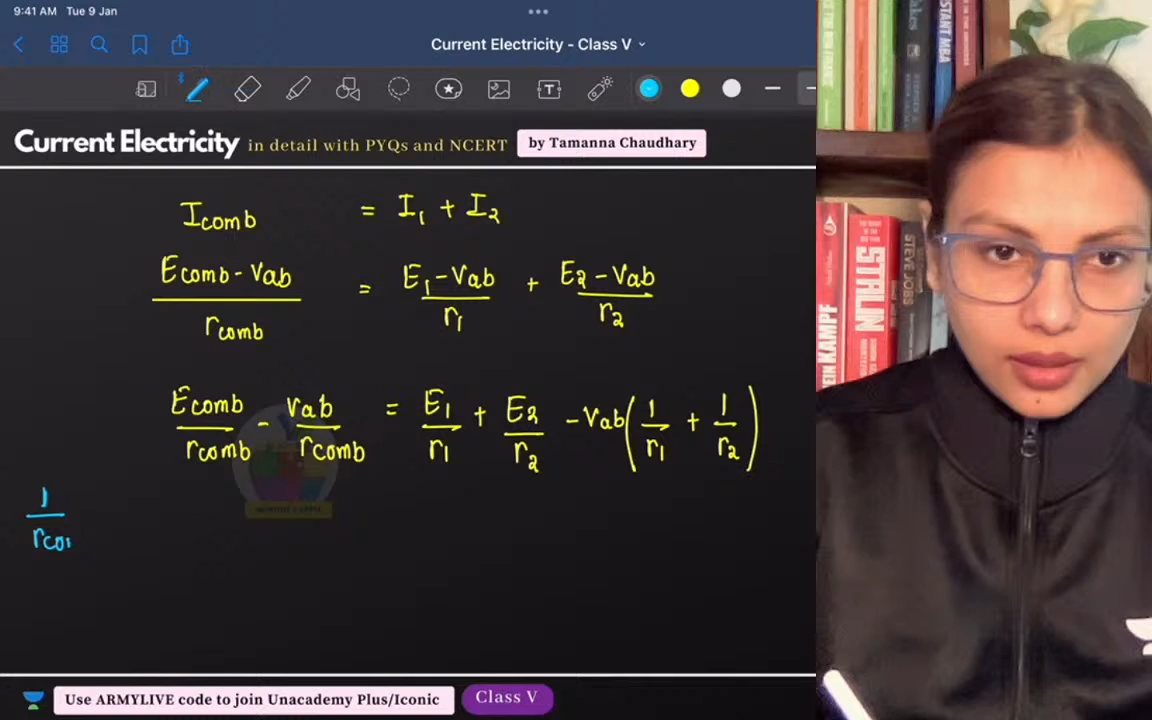 9:41 AM Tue 9 Jan
Current Electricity - Class V
Current Electricity in detail with PYQs and NCERT by Tamanna Chaudhary
Icomb = I₁ + I₂
Ecomb - Vab / rcomb = E₁ - Vab / r₁ + E₂ - Vab / r₂
Ecomb / rcomb - Vab / rcomb = E₁ / r₁ + E₂ / r₂ - Vab (1 / r₁ + 1 / r₂)
1 / rcom
Use ARMYLIVE code to join Unacademy Plus/Iconic
Class V
STALIN
STEVE JOBS
KAMPF